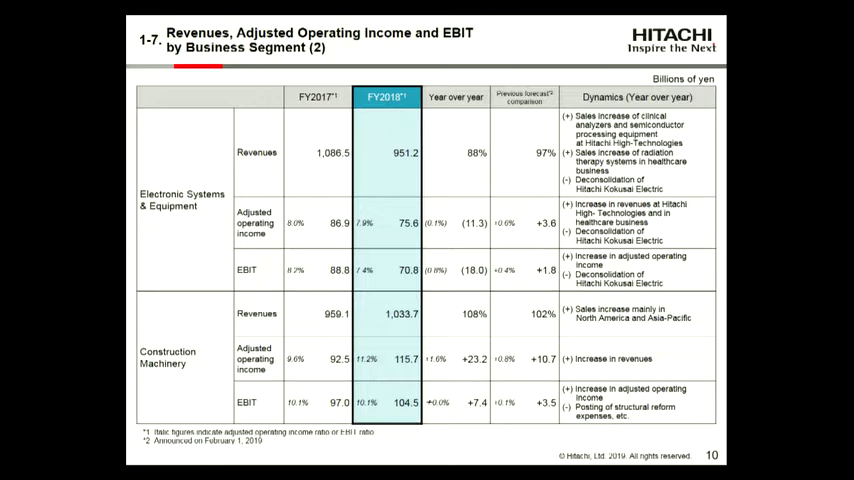 1-7. Revenues, Adjusted Operating Income and EBIT
by Business Segment (2)
HITACHI
Inspire the Next
Billions of yen
FY2017*1 FY2018*1 Year over year Previous forecast*2 comparison Dynamics (Year over year)
Electronic Systems
& Equipment
Revenues 1,086.5 951.2 88% 97%
(+) Sales increase of clinical
analyzers and semiconductor
processing equipment
at Hitachi High-Technologies
(+) Sales increase of radiation
therapy systems in healthcare
business
(-) Deconsolidation of
Hitachi Kokusai Electric
Adjusted
operating
income
8.0% 86.9 7.9% 75.6 (0.1%) (11.3) +0.6% +3.6
(+) Increase in revenues at Hitachi
High- Technologies and in
healthcare business
(-) Deconsolidation of
Hitachi Kokusai Electric
EBIT 8.2% 88.8 7.4% 70.8 (0.8%) (18.0) +0.4% +1.8
(+) Increase in adjusted operating
income
(-) Deconsolidation of
Hitachi Kokusai Electric
Construction
Machinery
Revenues 959.1 1,033.7 108% 102%
(+) Sales increase mainly in
North America and Asia-Pacific
Adjusted
operating
income
9.6% 92.5 11.2% 115.7 +1.6% +23.2 +0.8% +10.7
(+) Increase in revenues
EBIT 10.1% 97.0 10.1% 104.5 +0.0% +7.4 +0.1% +3.5
(+) Increase in adjusted operating
income
(-) Posting of structural reform
expenses, etc.
*1 Italic figures indicate adjusted operating income ratio or EBIT ratio
*2 Announced on February 1, 2019
© Hitachi, Ltd. 2019. All rights reserved. 10